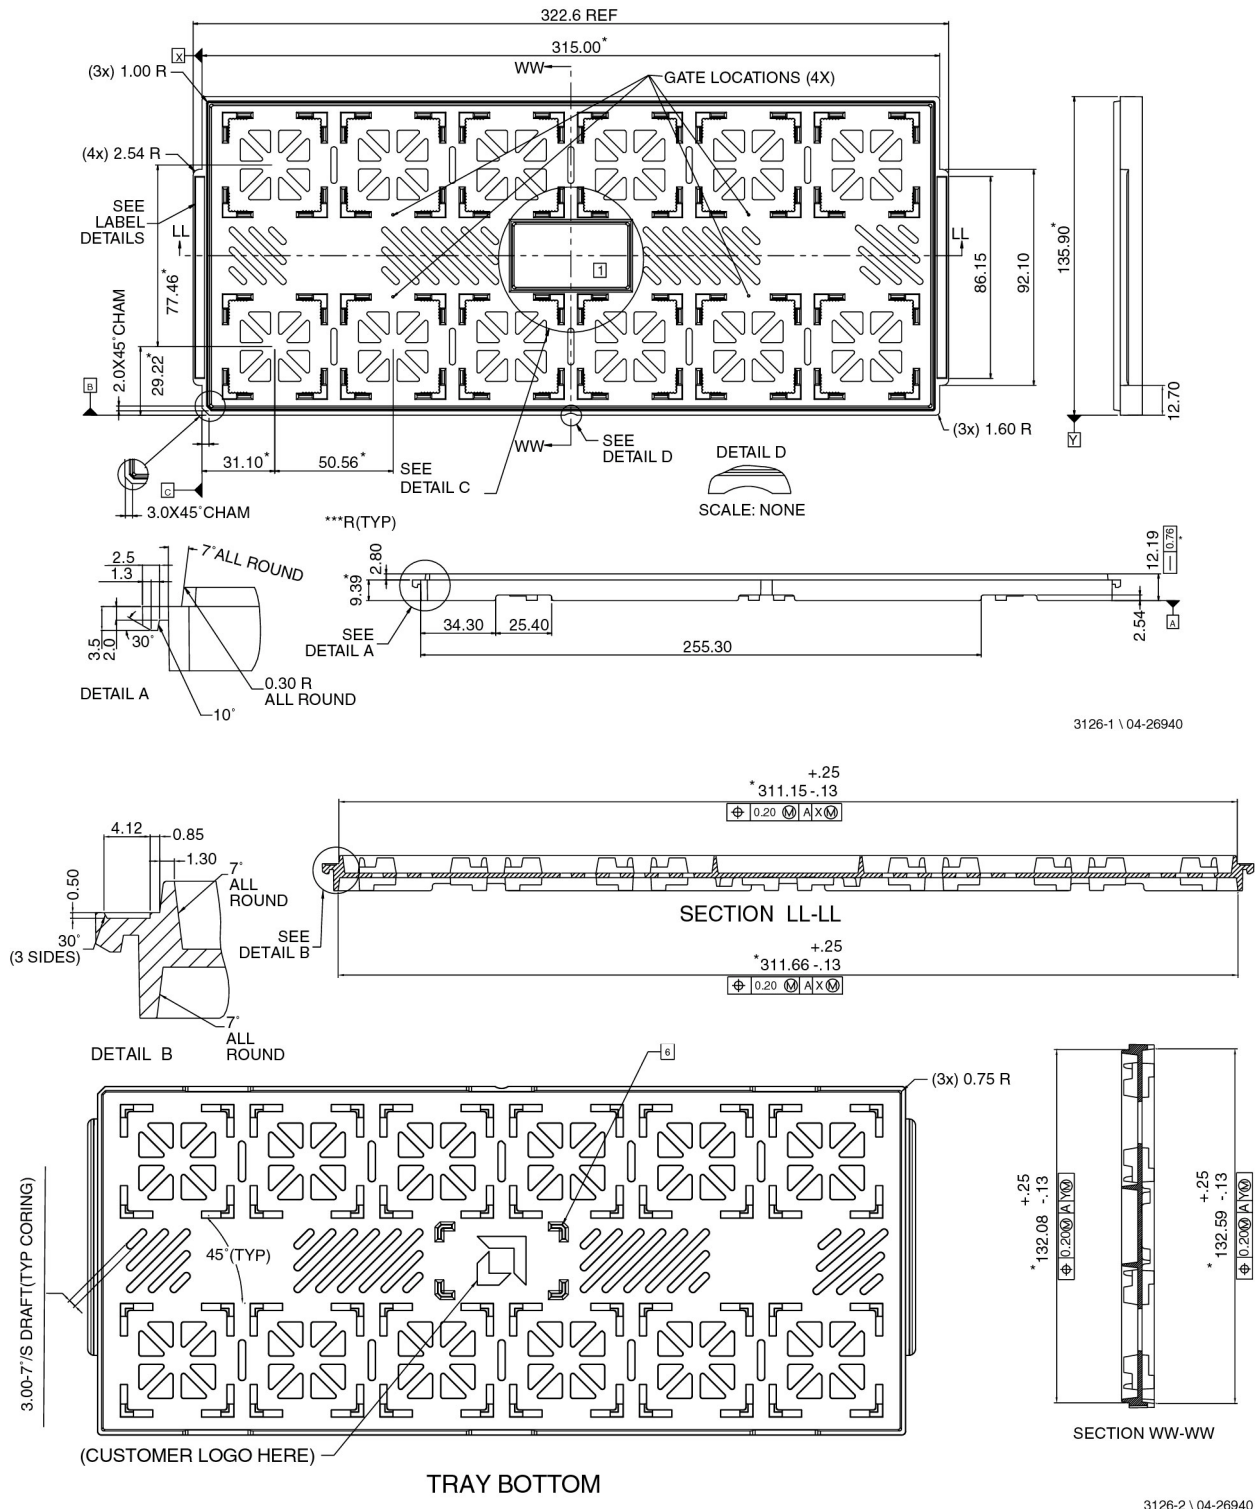 322.6 REF
315.00*
X
WW
GATE LOCATIONS (4X)
(3x) 1.00 R
(4x) 2.54 R
SEE
LABEL
DETAILS
LL
LL
77.46*
29.22*
2.0X45°CHAM
B
1
86.15
92.10
135.90*
12.70
Y
(3x) 1.60 R
WW
SEE
DETAIL D
DETAIL D
SCALE: NONE
31.10*
50.56*
SEE
DETAIL C
C
3.0X45°CHAM
***R(TYP)
2.5
1.3
7°ALL ROUND
3.5
2.0
30°
DETAIL A
0.30 R
ALL ROUND
10°
2.80
9.39*
SEE
DETAIL A
34.30
25.40
255.30
12.19
0.76
*
2.54
A
3126-1 \ 04-26940
+.25
*311.15 -.13
0.20 M A X M
4.12
0.85
1.30
0.50
7°
ALL
ROUND
30°
(3 SIDES)
7°
ALL
ROUND
DETAIL B
SEE
DETAIL B
SECTION LL-LL
+.25
*311.66 -.13
0.20 M A X M
6
(3x) 0.75 R
45°(TYP)
3.00-7°/S DRAFT(TYP CORING)
(CUSTOMER LOGO HERE)
TRAY BOTTOM
+.25
*132.08 -.13
0.20 M A Y M
+.25
*132.59 -.13
0.20 M A Y M
SECTION WW-WW
3126-2 \ 04-26940